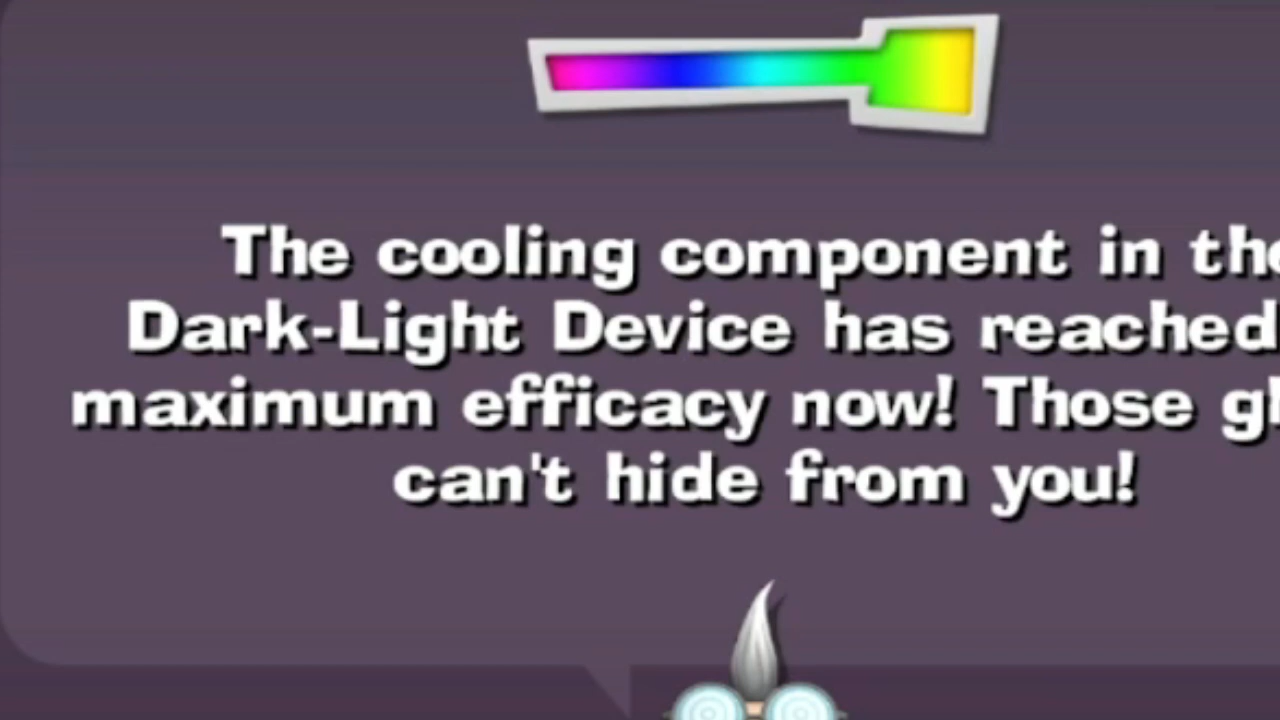 The cooling component in the
Dark-Light Device has reached
maximum efficacy now! Those
can't hide from you!